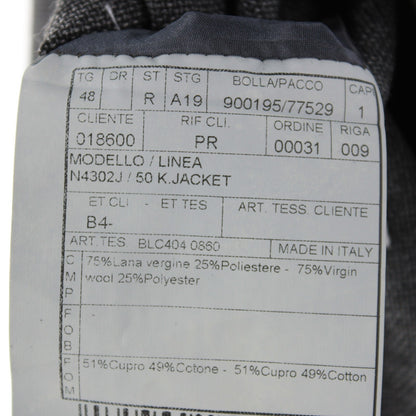 TG DR ST STG BOLLA/PACCO CAP
48 R A19 900195/77529 1
CLIENTE RIF CLI. ORDINE RIGA
018600 PR 00031 009
MODELLO / LINEA
N4302J / 50 K.JACKET
ET CLI - ET TES ART. TESS. CLIENTE
B4-
ART.TES. BLC404 0860 MADE IN ITALY
COMP 75%Lana vergine 25%Poliestere - 75%Virgin
wool 25%Polyester
FOB
FOM 51%Cupro 49%Cotone - 51%Cupro 49%Cotton